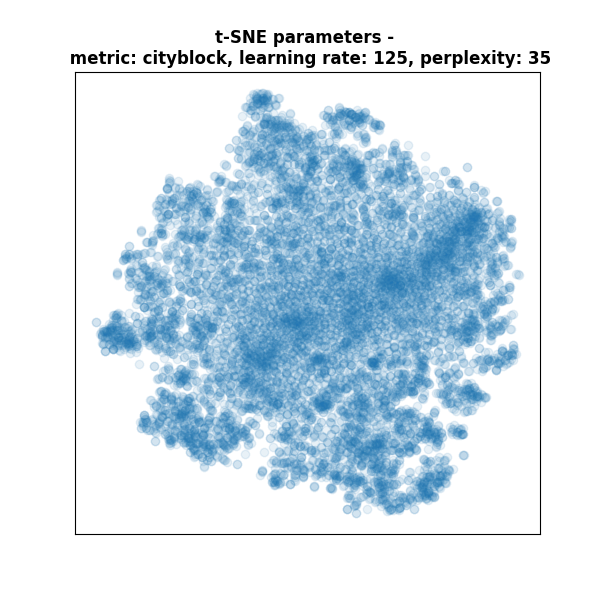 t-SNE parameters -
metric: cityblock, learning rate: 125, perplexity: 35